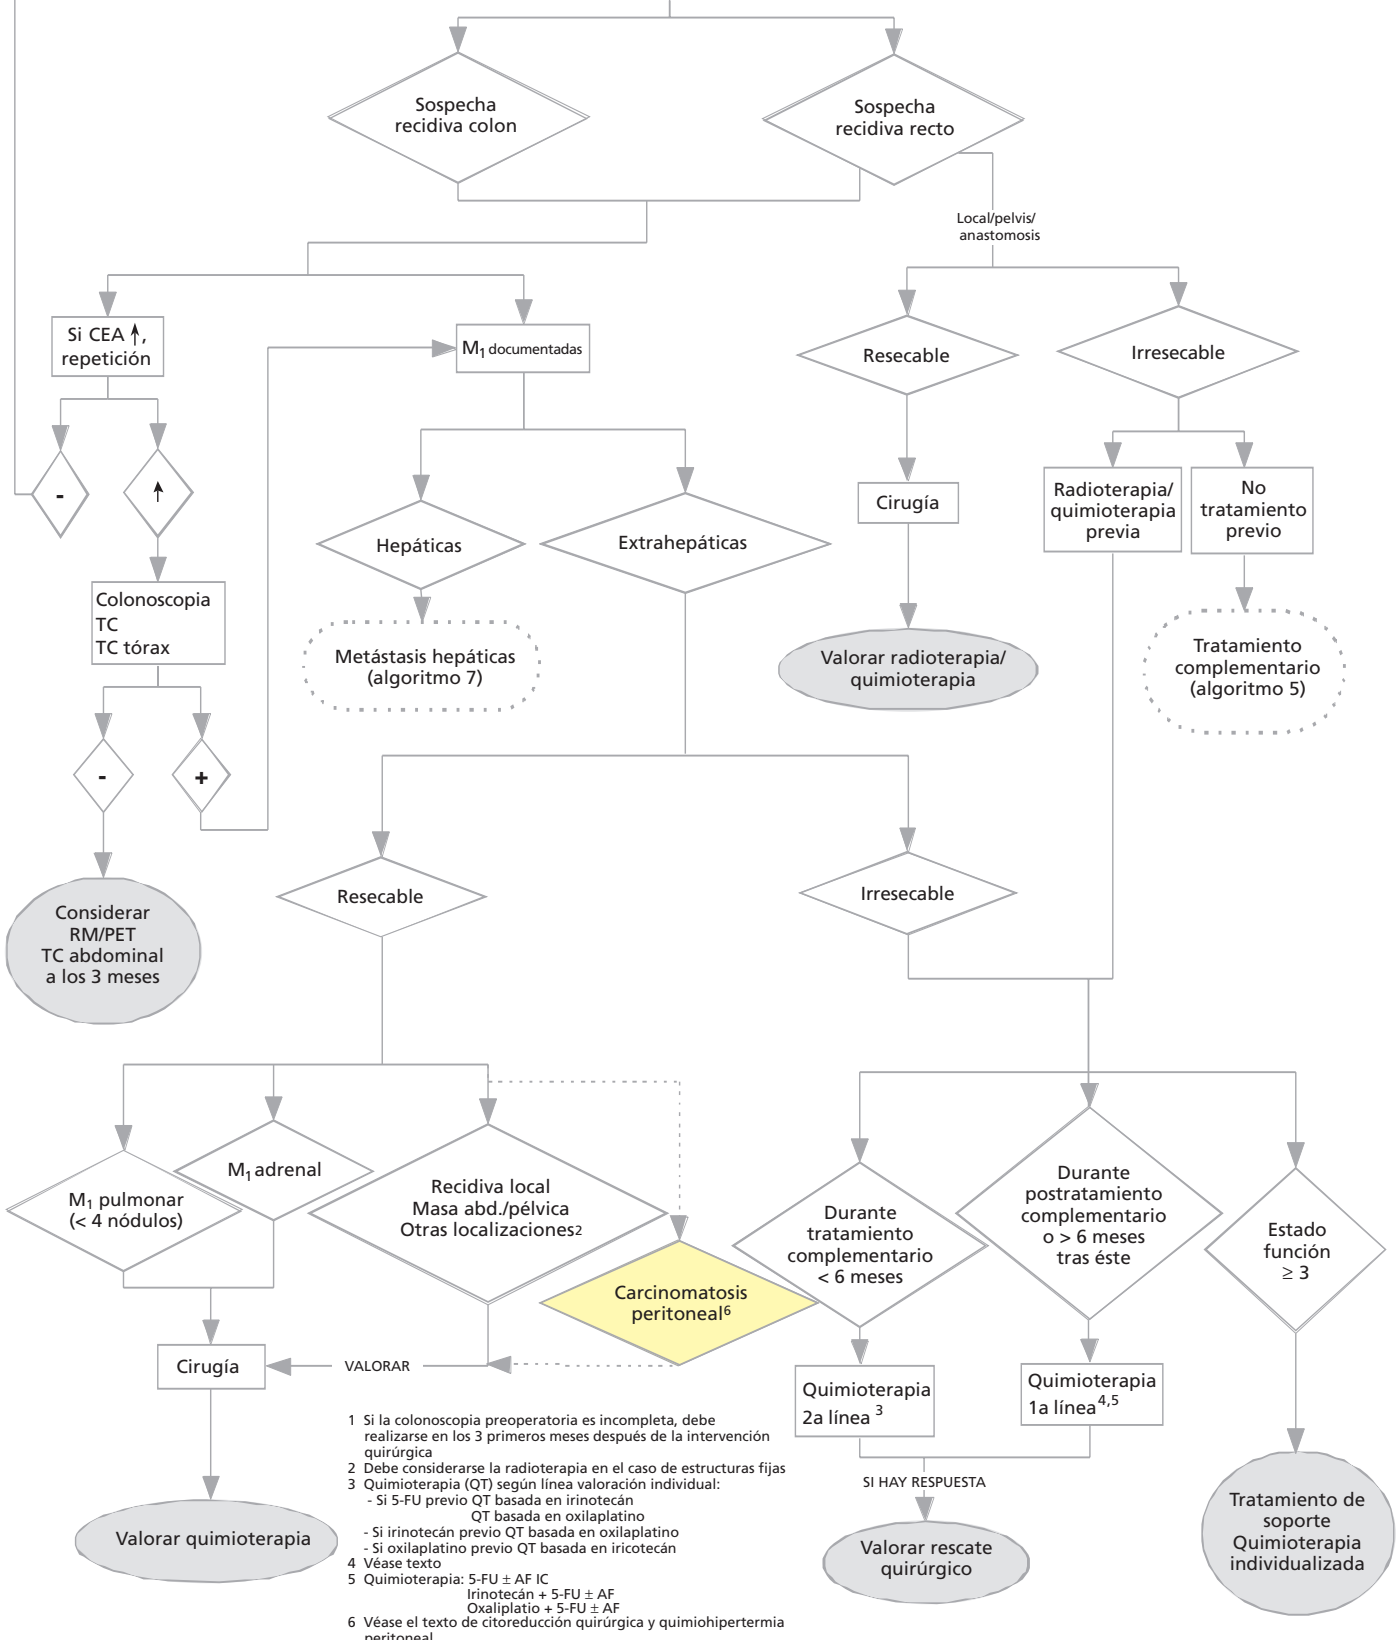 Sospecha
recidiva colon
Sospecha
recidiva recto
Local/pelvis/
anastomosis
Si CEA ↑,
repetición
M1 documentadas
Resecable
Irresecable
-
↑
Hepáticas
Extrahepáticas
Cirugía
Radioterapia/
quimioterapia
previa
No
tratamiento
previo
Colonoscopia
TC
TC tórax
Metástasis hepáticas
(algoritmo 7)
Valorar radioterapia/
quimioterapia
Tratamiento
complementario
(algoritmo 5)
-
+
Considerar
RM/PET
TC abdominal
a los 3 meses
Resecable
Irresecable
M1 pulmonar
(< 4 nódulos)
M1 adrenal
Recidiva local
Masa abd./pélvica
Otras localizaciones2
Carcinomatosis
peritoneal6
Durante
tratamiento
complementario
< 6 meses
Durante
postratamiento
complementario
o > 6 meses
tras éste
Estado
función
≥ 3
Cirugía
VALORAR
Quimioterapia
2a línea 3
Quimioterapia
1a línea4,5
SI HAY RESPUESTA
Valorar quimioterapia
Valorar rescate
quirúrgico
Tratamiento de
soporte
Quimioterapia
individualizada
1 Si la colonoscopia preoperatoria es incompleta, debe
realizarse en los 3 primeros meses después de la intervención
quirúrgica
2 Debe considerarse la radioterapia en el caso de estructuras fijas
3 Quimioterapia (QT) según línea valoración individual:
- Si 5-FU previo QT basada en irinotecán
QT basada en oxilaplatino
- Si irinotecán previo QT basada en oxilaplatino
- Si oxilaplatino previo QT basada en iricotecán
4 Véase texto
5 Quimioterapia: 5-FU ± AF IC
Irinotecán + 5-FU ± AF
Oxaliplatio + 5-FU ± AF
6 Véase el texto de citoreducción quirúrgica y quimiohipertermia
peritoneal